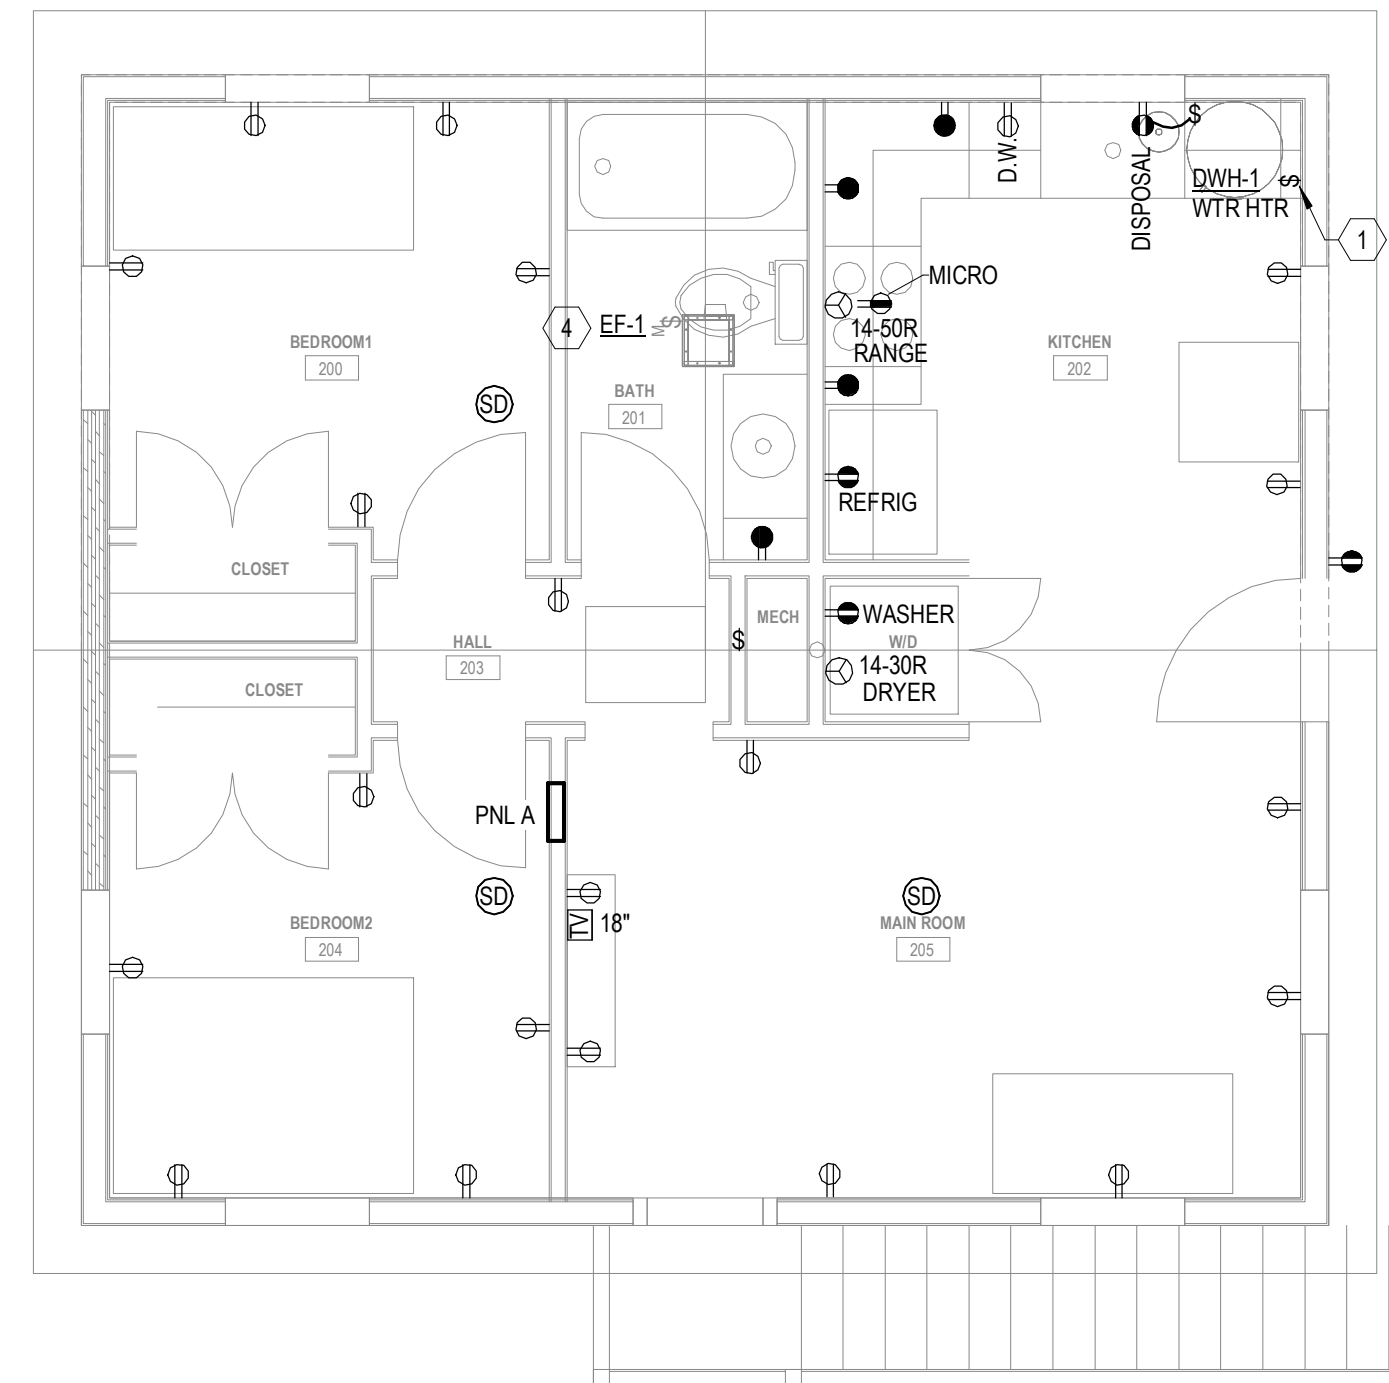 $
D.W.
DISPOSAL
DWH-1
$
WTR HTR
1
MICRO
14-50R
RANGE
4
EF-1
$
M
BEDROOM1
200
KITCHEN
202
BATH
201
SD
REFRIG
CLOSET
WASHER
MECH
$
HALL
203
W/D
14-30R
DRYER
CLOSET
PNL A
SD
SD
TV
18"
BEDROOM2
204
MAIN ROOM
205